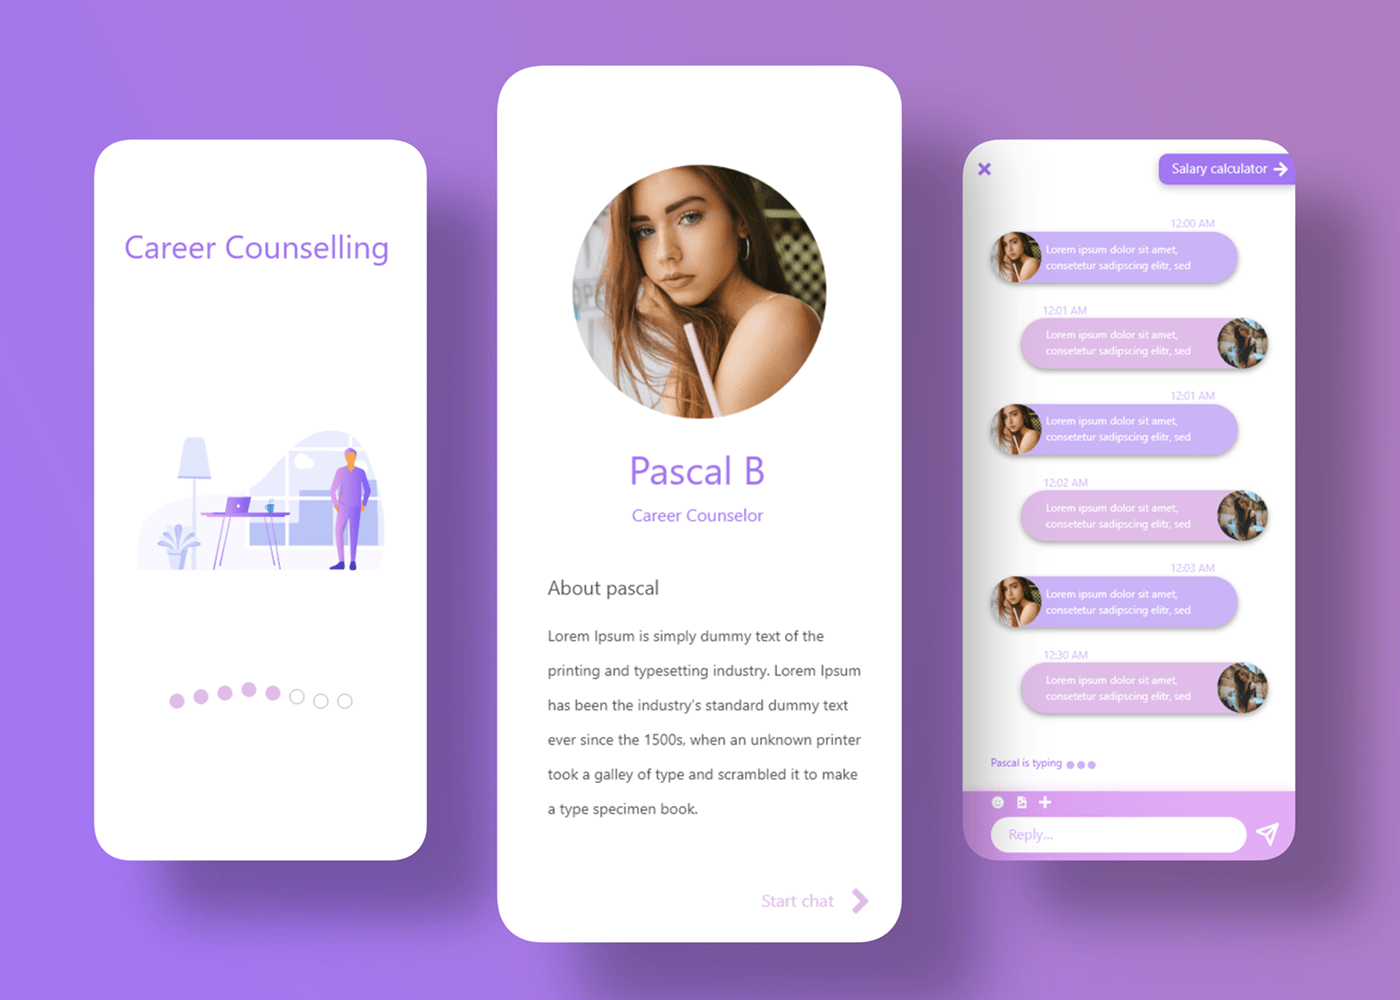 Career Counselling
Pascal B
Career Counselor
About pascal
Lorem Ipsum is simply dummy text of the
printing and typesetting industry. Lorem Ipsum
has been the industry's standard dummy text
ever since the 1500s, when an unknown printer
took a galley of type and scrambled it to make
a type specimen book.
Start chat
Salary calculator
12:00 AM
Lorem ipsum dolor sit amet,
consetetur sadipscing elitr, sed
12:01 AM
Lorem ipsum dolor sit amet,
consetetur sadipscing elitr, sed
12:01 AM
Lorem ipsum dolor sit amet,
consetetur sadipscing elitr, sed
12:02 AM
Lorem ipsum dolor sit amet,
consetetur sadipscing elitr, sed
12:03 AM
Lorem ipsum dolor sit amet,
consetetur sadipscing elitr, sed
12:30 AM
Lorem ipsum dolor sit amet,
consetetur sadipscing elitr, sed
Pascal is typing
Reply...